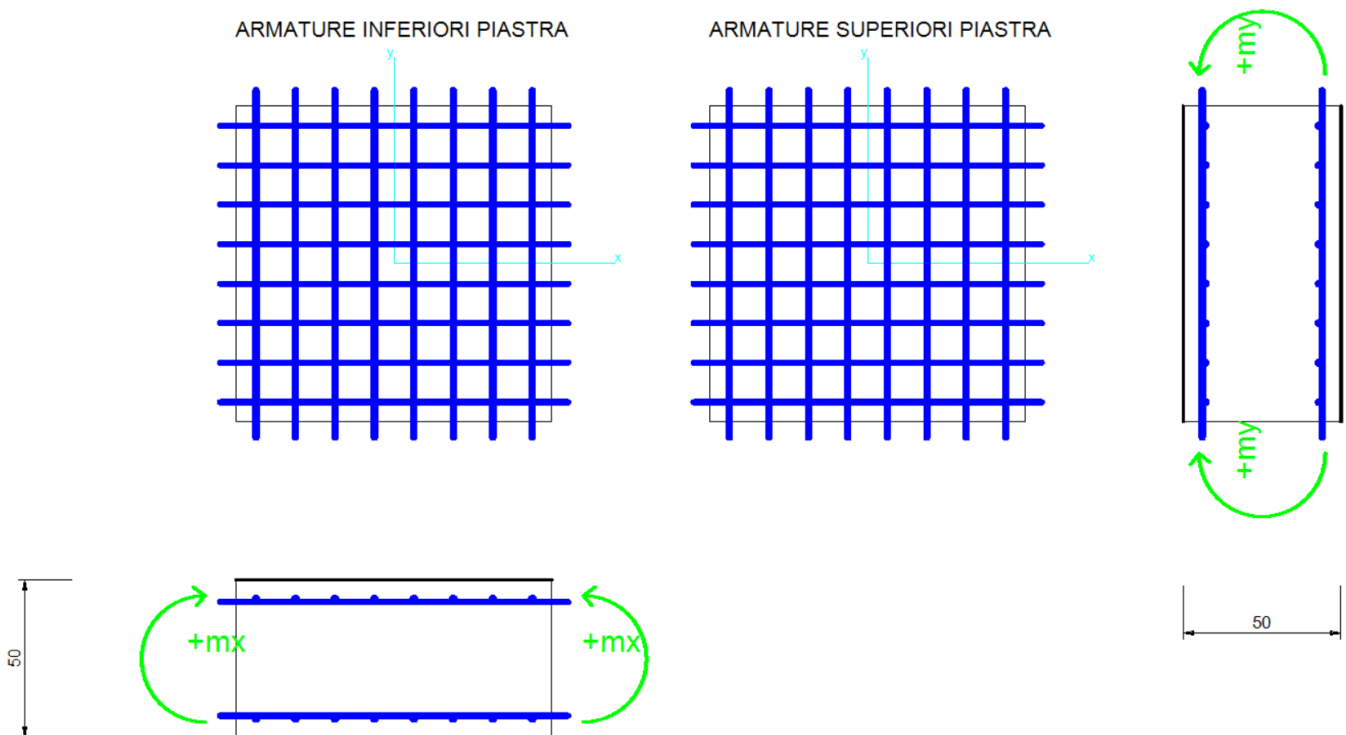 ARMATURE INFERIORI PIASTRA
ARMATURE SUPERIORI PIASTRA
y
x
y
x
+my
+my
50
+mx
+mx
50